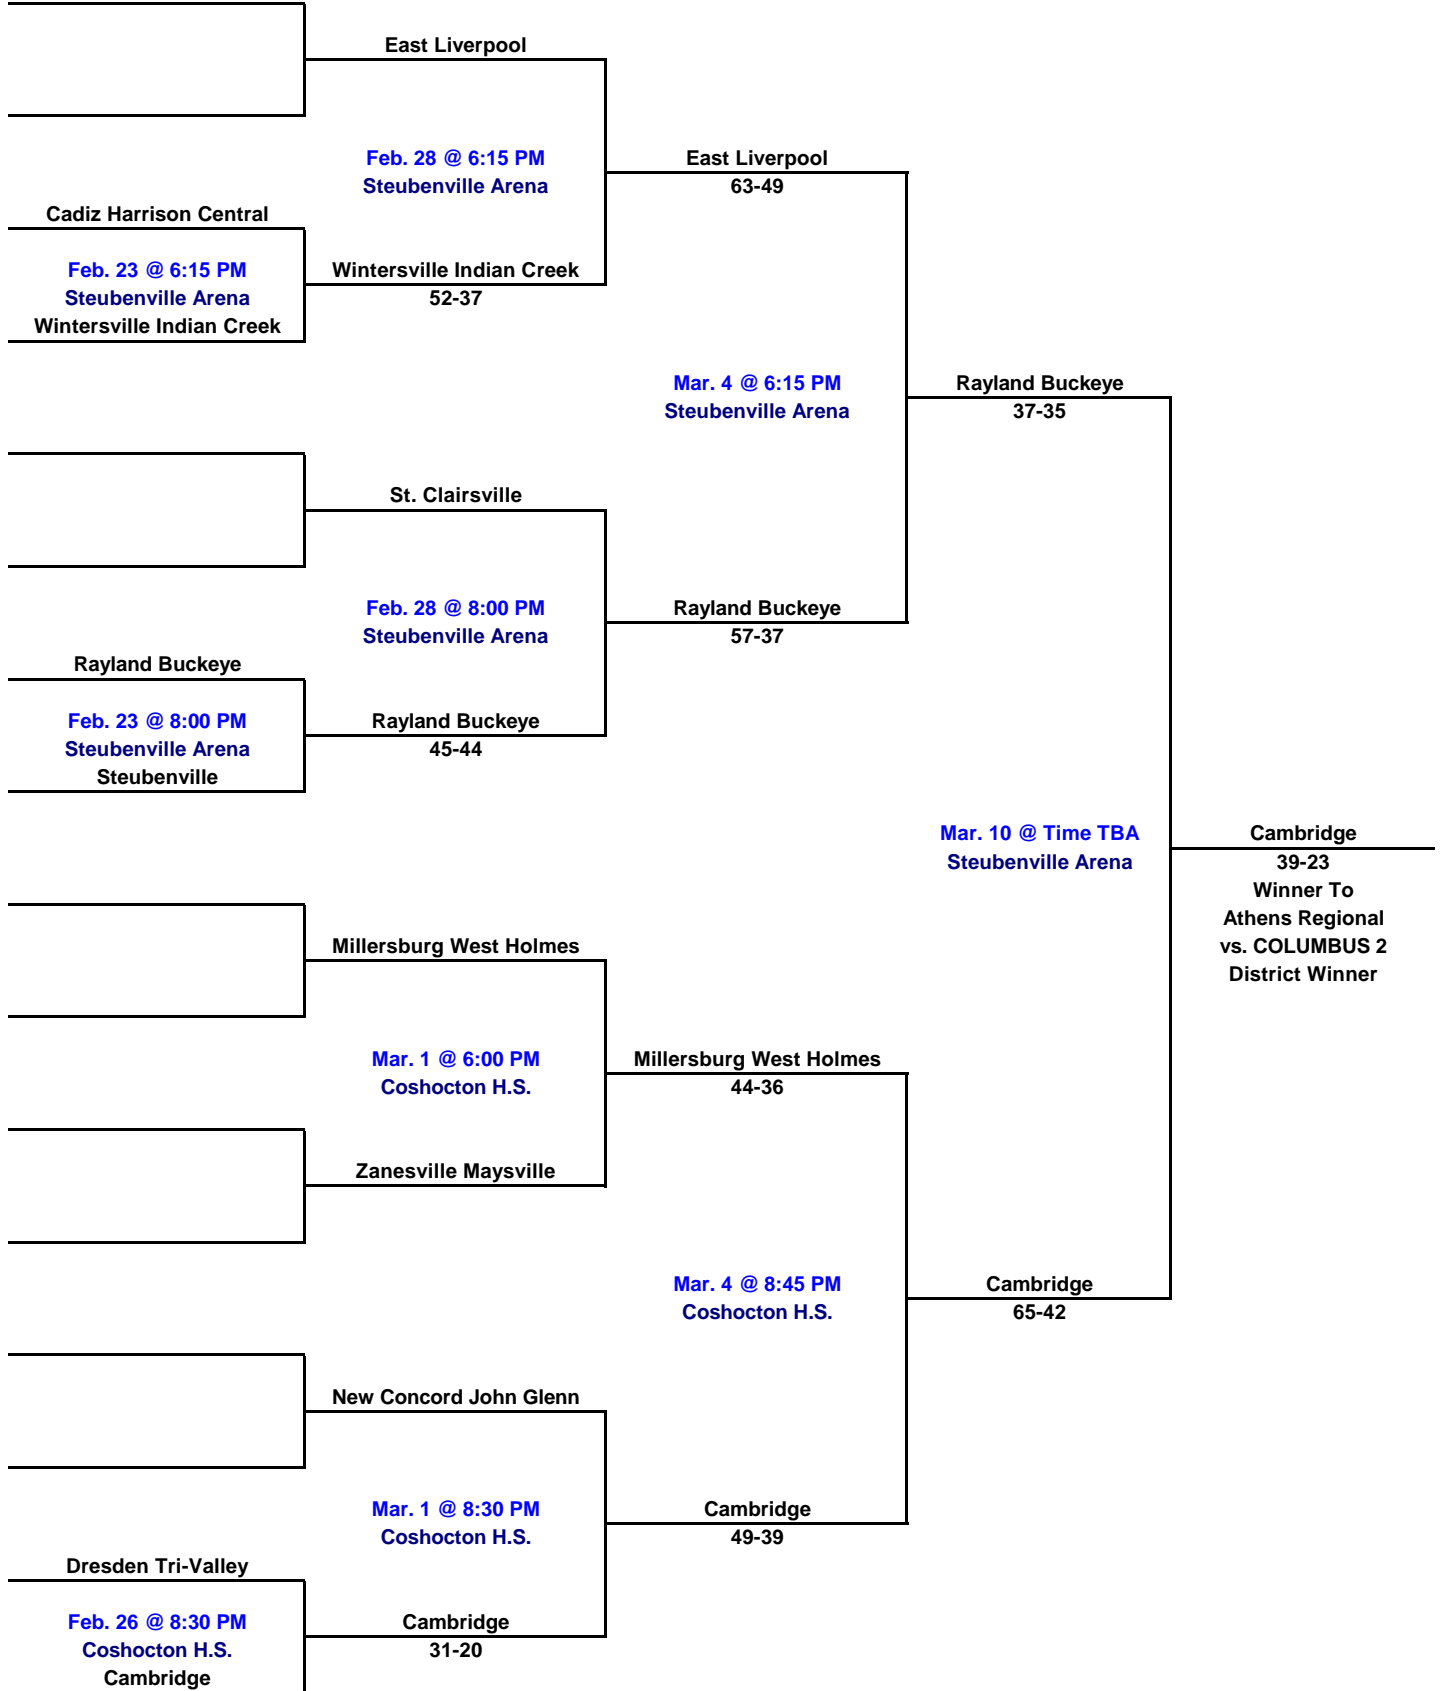 East Liverpool
Feb. 28 @ 6:15 PM
Steubenville Arena
East Liverpool
63-49
Cadiz Harrison Central
Feb. 23 @ 6:15 PM
Steubenville Arena
Wintersville Indian Creek
Wintersville Indian Creek
52-37
Mar. 4 @ 6:15 PM
Steubenville Arena
Rayland Buckeye
37-35
St. Clairsville
Feb. 28 @ 8:00 PM
Steubenville Arena
Rayland Buckeye
57-37
Rayland Buckeye
Feb. 23 @ 8:00 PM
Steubenville Arena
Steubenville
Rayland Buckeye
45-44
Mar. 10 @ Time TBA
Steubenville Arena
Cambridge
39-23
Winner To
Athens Regional
vs. COLUMBUS 2
District Winner
Millersburg West Holmes
Mar. 1 @ 6:00 PM
Coshocton H.S.
Millersburg West Holmes
44-36
Zanesville Maysville
Mar. 4 @ 8:45 PM
Coshocton H.S.
Cambridge
65-42
New Concord John Glenn
Mar. 1 @ 8:30 PM
Coshocton H.S.
Cambridge
49-39
Dresden Tri-Valley
Feb. 26 @ 8:30 PM
Coshocton H.S.
Cambridge
Cambridge
31-20